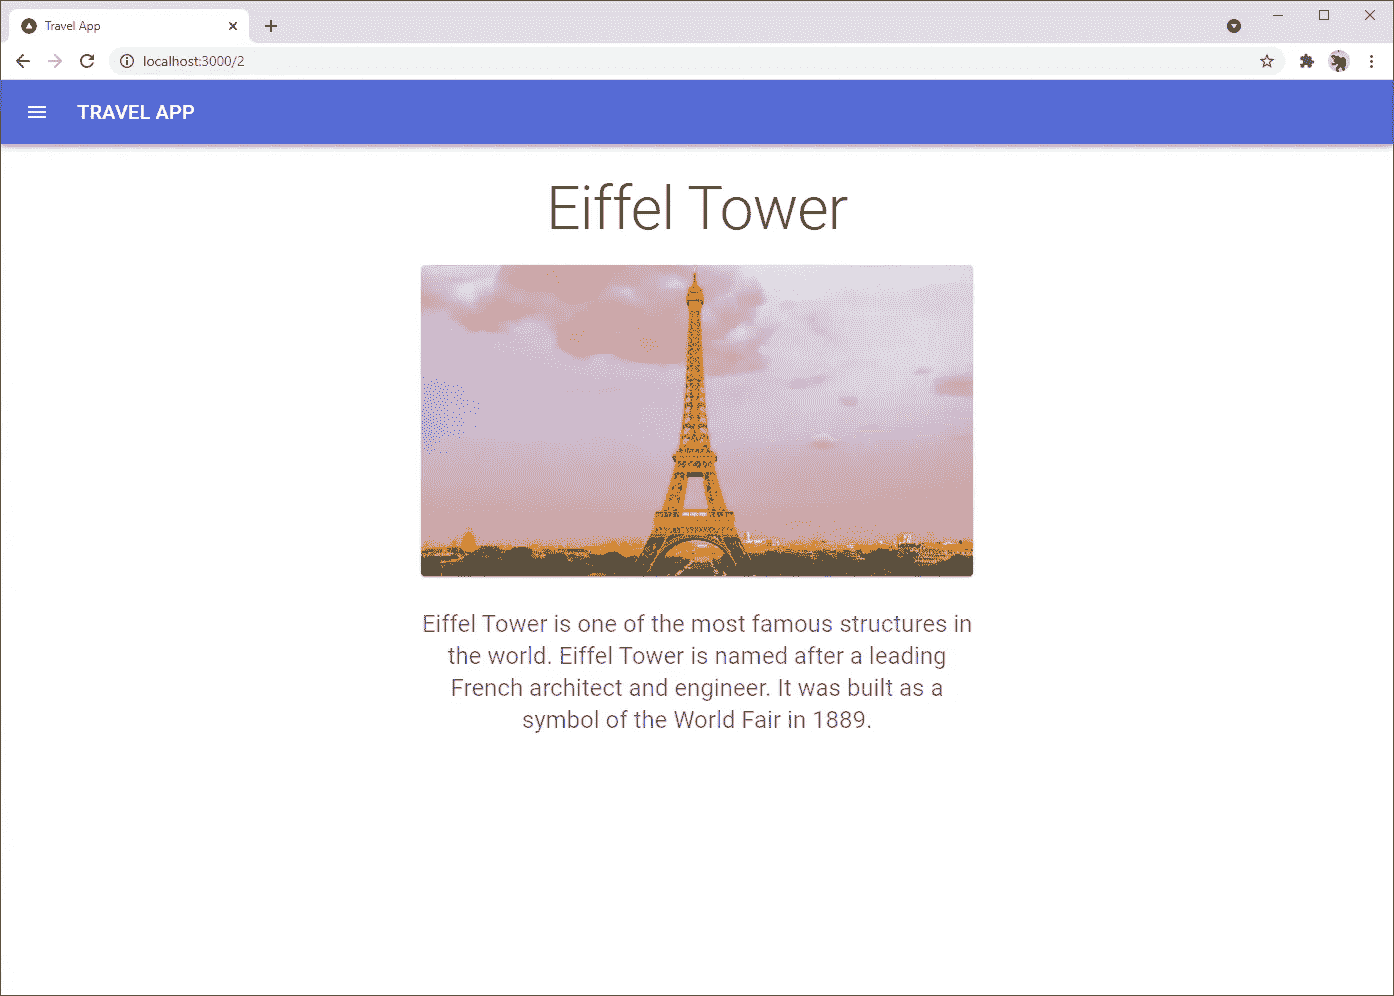 Travel App
localhost:3000/2
TRAVEL APP
Eiffel Tower
Eiffel Tower is one of the most famous structures in
the world. Eiffel Tower is named after a leading
French architect and engineer. It was built as a
symbol of the World Fair in 1889.